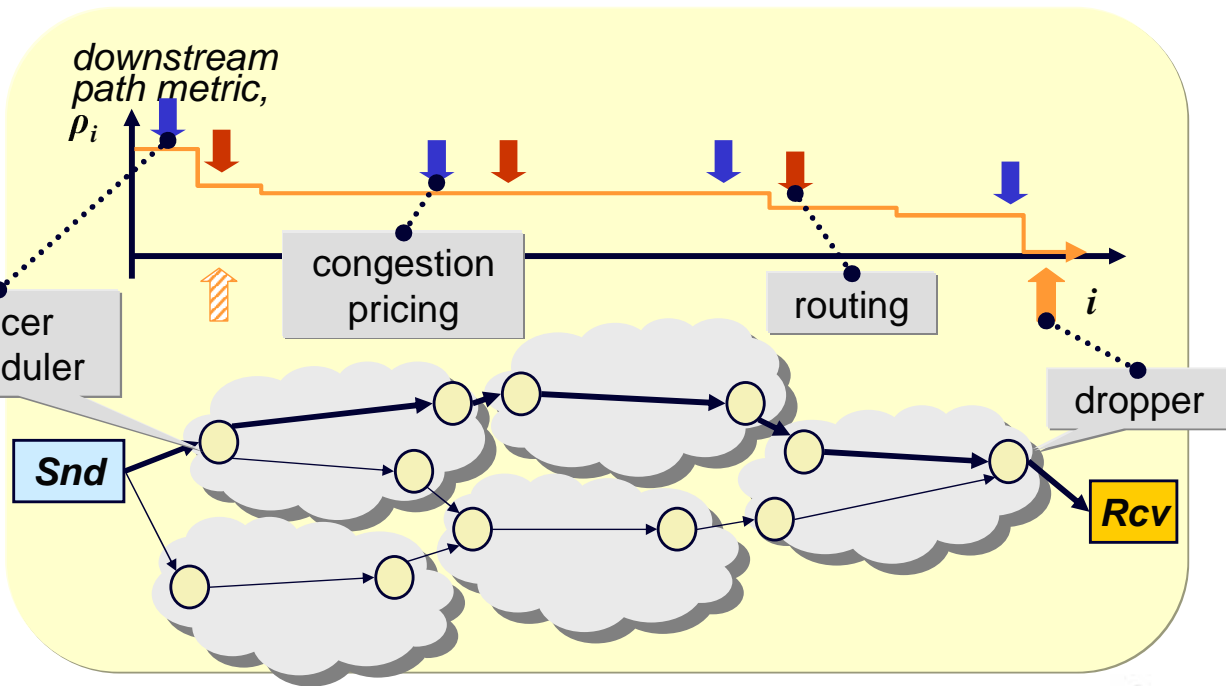 downstream
path metric,
ρi
congestion
pricing
routing
i
cer
duler
dropper
Snd
Rcv